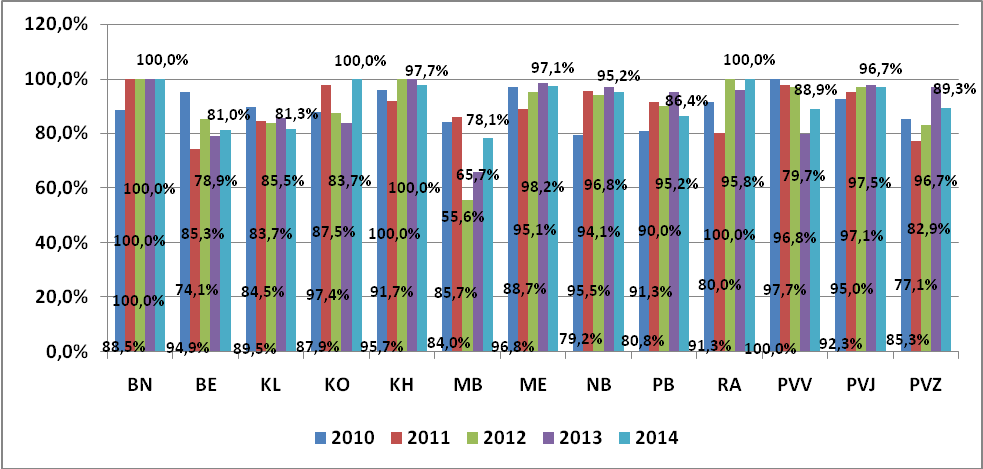 120,0%
100,0%
80,0%
60,0%
40,0%
20,0%
0,0%
100,0% 81,0% 81,3% 100,0% 97,7% 78,1% 97,1% 95,2% 86,4% 100,0% 88,9% 96,7% 89,3%
100,0% 78,9% 85,5% 83,7% 100,0% 65,7% 98,2% 96,8% 95,2% 95,8% 79,7% 97,5% 96,7%
100,0% 85,3% 83,7% 87,5% 100,0% 55,6% 95,1% 94,1% 90,0% 100,0% 96,8% 97,1% 82,9%
100,0% 74,1% 84,5% 97,4% 91,7% 85,7% 88,7% 95,5% 91,3% 80,0% 97,7% 95,0% 77,1%
88,5% 94,9% 89,5% 87,9% 95,7% 84,0% 96,8% 79,2% 80,8% 91,3% 100,0% 92,3% 85,3%
BN BE KL KO KH MB ME NB PB RA PVV PVJ PVZ
2010 2011 2012 2013 2014